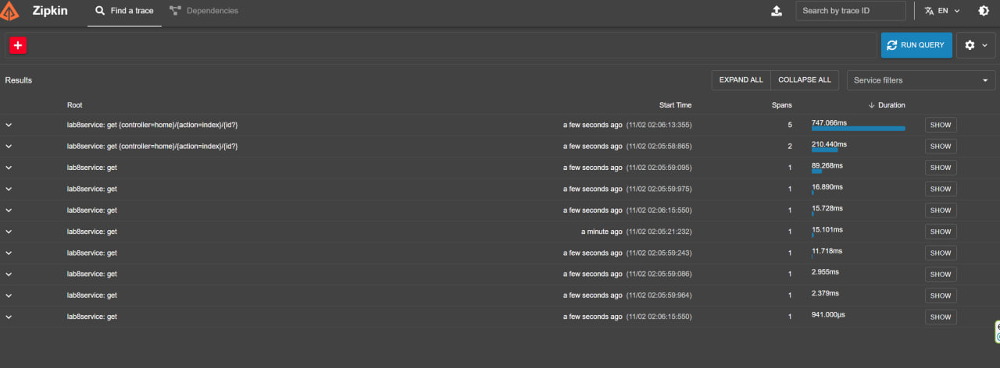 Zipkin Find a trace Dependencies Search by trace ID EN
+ RUN QUERY
Results EXPAND ALL COLLAPSE ALL Service filters
Root Start Time Spans Duration
lab8service: get {controller=home}/{action=index}/{id?} a few seconds ago (11/02 02:06:13:355) 5 747.066ms SHOW
lab8service: get {controller=home}/{action=index}/{id?} a few seconds ago (11/02 02:05:58:865) 2 210.440ms SHOW
lab8service: get a few seconds ago (11/02 02:05:59:095) 1 89.268ms SHOW
lab8service: get a few seconds ago (11/02 02:05:59:975) 1 16.890ms SHOW
lab8service: get a few seconds ago (11/02 02:06:15:550) 1 15.728ms SHOW
lab8service: get a minute ago (11/02 02:05:21:232) 1 15.101ms SHOW
lab8service: get a few seconds ago (11/02 02:05:59:243) 1 11.718ms SHOW
lab8service: get a few seconds ago (11/02 02:05:59:086) 1 2.955ms SHOW
lab8service: get a few seconds ago (11/02 02:05:59:964) 1 2.379ms SHOW
lab8service: get a few seconds ago (11/02 02:06:15:550) 1 941.000μs SHOW